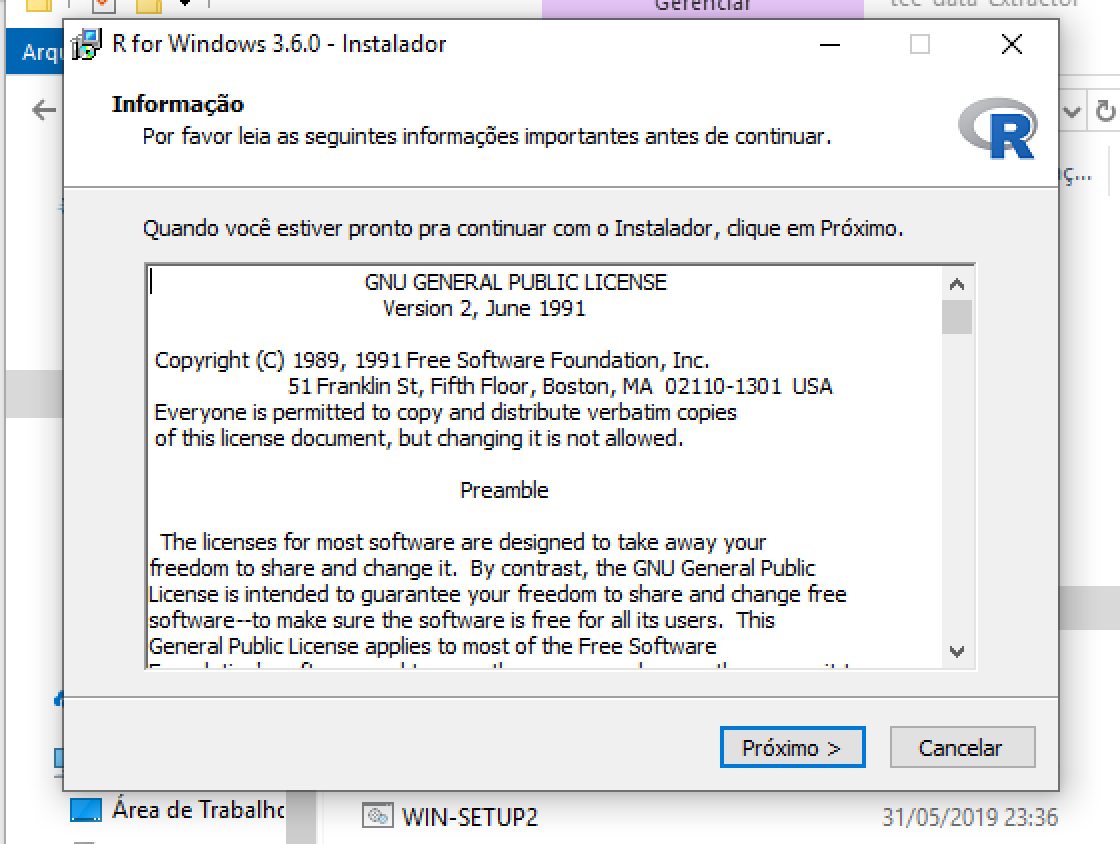 Gerenciar
tce-data-extractor
Arqu
R for Windows 3.6.0 - Instalador
Informação
Por favor leia as seguintes informações importantes antes de continuar.
R
ç...
Quando você estiver pronto pra continuar com o Instalador, clique em Próximo.
GNU GENERAL PUBLIC LICENSE
Version 2, June 1991
Copyright (C) 1989, 1991 Free Software Foundation, Inc.
51 Franklin St, Fifth Floor, Boston, MA  02110-1301  USA
Everyone is permitted to copy and distribute verbatim copies
of this license document, but changing it is not allowed.
Preamble
The licenses for most software are designed to take away your
freedom to share and change it.  By contrast, the GNU General Public
License is intended to guarantee your freedom to share and change free
software--to make sure the software is free for all its users.  This
General Public License applies to most of the Free Software
Próximo >
Cancelar
Área de Trabalho
WIN-SETUP2
31/05/2019 23:36